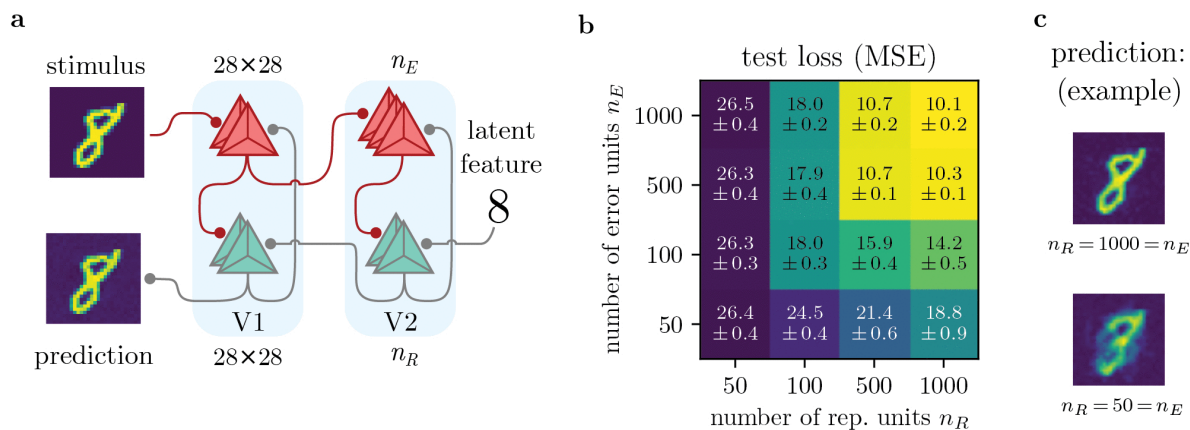 a
stimulus
28×28
n_E
latent
feature
8
prediction
V1
V2
28×28
n_R
b
test loss (MSE)
number of error units n_E
1000
26.5 ±0.4
18.0 ±0.2
10.7 ±0.2
10.1 ±0.2
500
26.3 ±0.4
17.9 ±0.4
10.7 ±0.1
10.3 ±0.1
100
26.3 ±0.3
18.0 ±0.3
15.9 ±0.4
14.2 ±0.5
50
26.4 ±0.4
24.5 ±0.4
21.4 ±0.6
18.8 ±0.9
50 100 500 1000
number of rep. units n_R
c
prediction:
(example)
n_R = 1000 = n_E
n_R = 50 = n_E